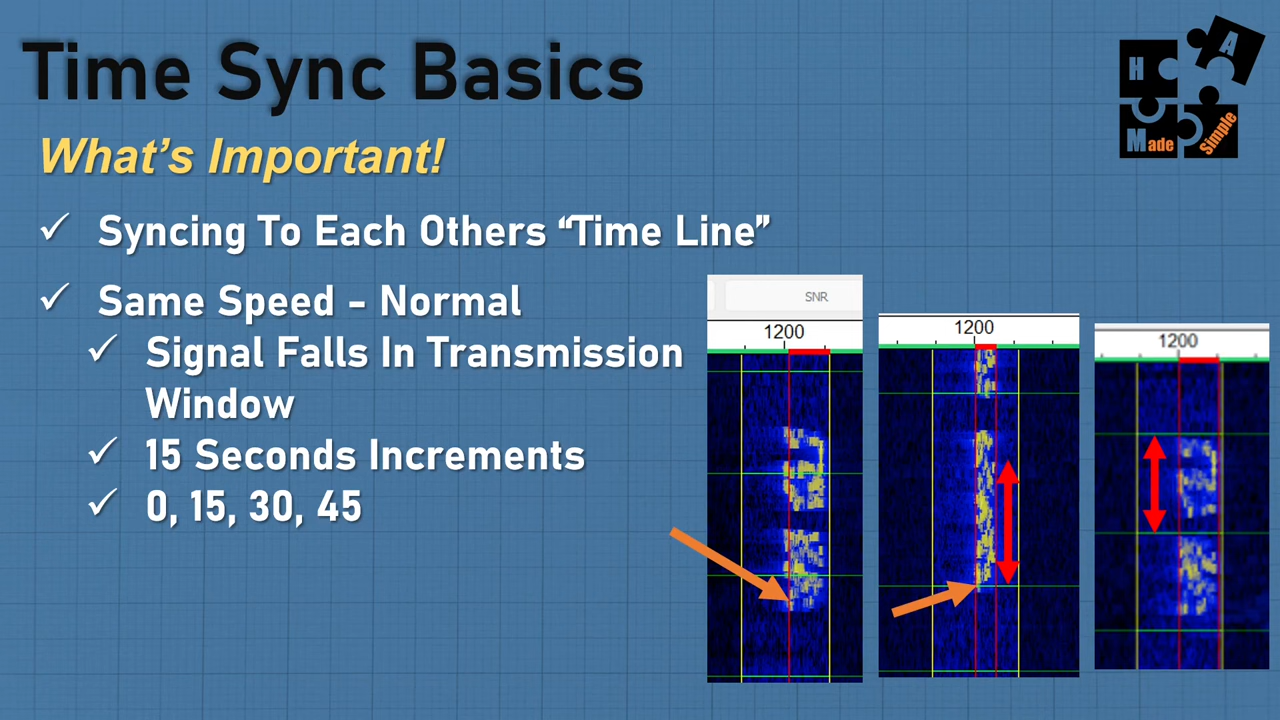 Time Sync Basics
H A
Made Simple
What's Important!
Syncing To Each Others “Time Line”
Same Speed - Normal
Signal Falls In Transmission
Window
15 Seconds Increments
0, 15, 30, 45
SNR
1200
1200
1200